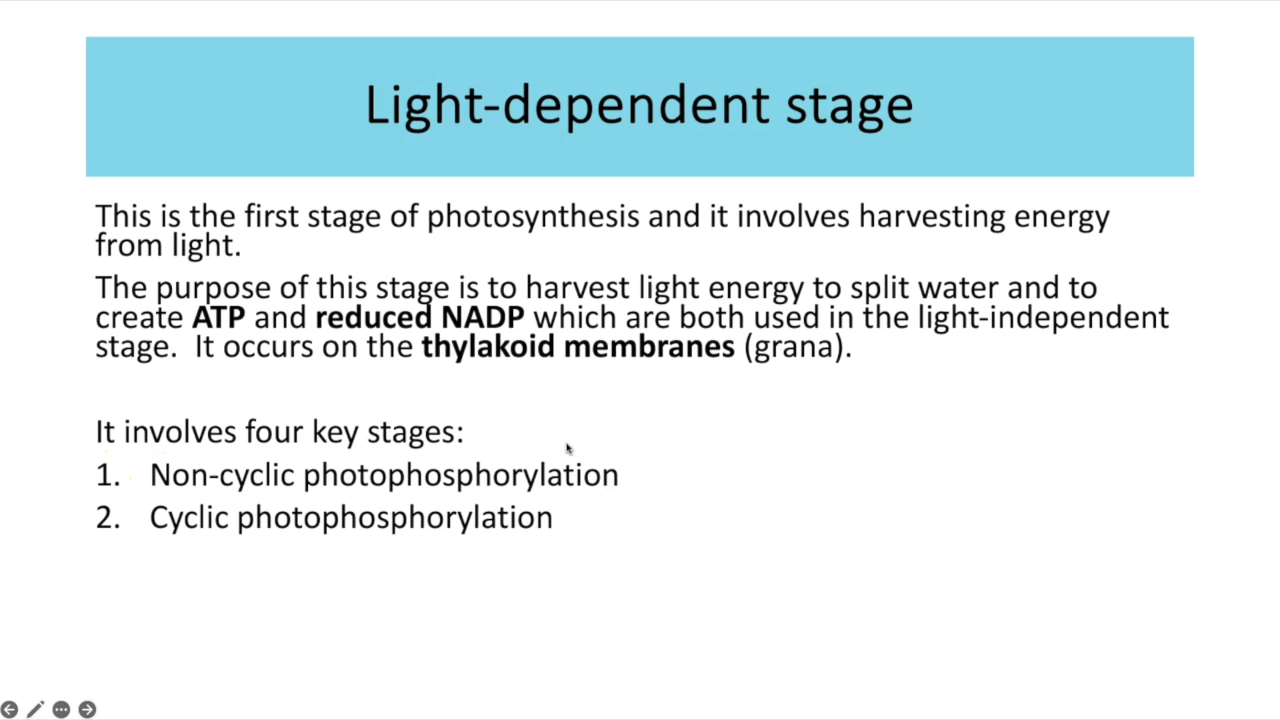 Light-dependent stage
This is the first stage of photosynthesis and it involves harvesting energy
from light.
The purpose of this stage is to harvest light energy to split water and to
create ATP and reduced NADP which are both used in the light-independent
stage.  It occurs on the thylakoid membranes (grana).
It involves four key stages:
1. Non-cyclic photophosphorylation
2. Cyclic photophosphorylation